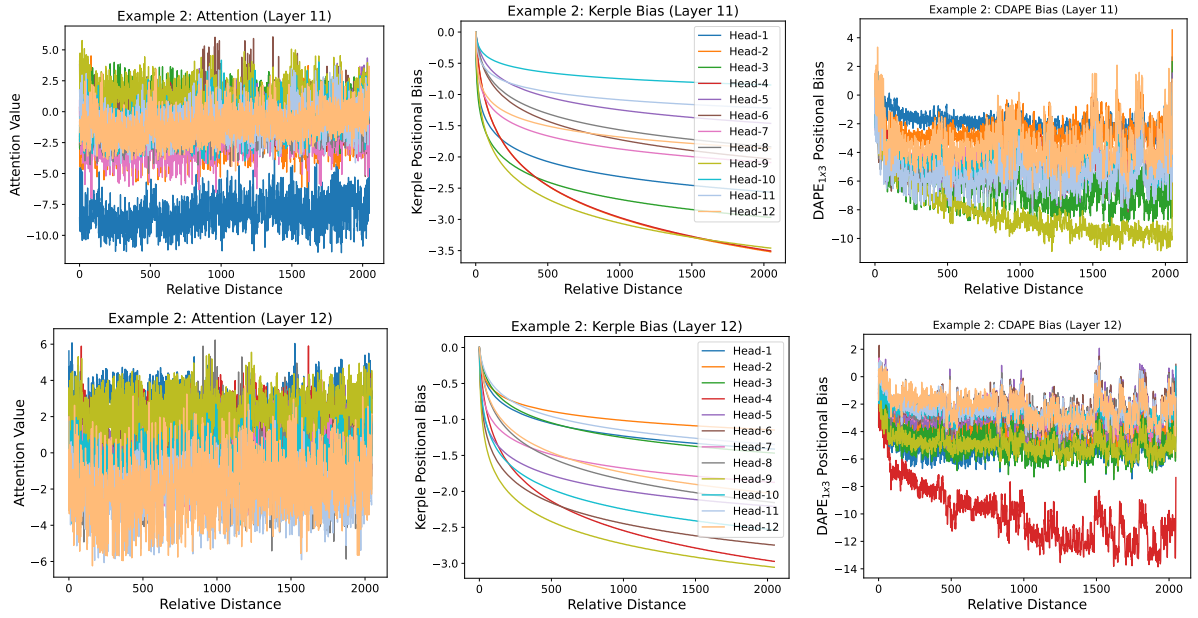 Example 2: Attention (Layer 11)
Attention Value
5.0
2.5
0.0
−2.5
−5.0
−7.5
−10.0
0
500
1000
1500
2000
Relative Distance
Example 2: Kerple Bias (Layer 11)
Kerple Positional Bias
0.0
−0.5
−1.0
−1.5
−2.0
−2.5
−3.0
−3.5
0
500
1000
1500
2000
Relative Distance
Head-1
Head-2
Head-3
Head-4
Head-5
Head-6
Head-7
Head-8
Head-9
Head-10
Head-11
Head-12
Example 2: CDAPE Bias (Layer 11)
DAPE1x3 Positional Bias
4
2
0
−2
−4
−6
−8
−10
0
500
1000
1500
2000
Relative Distance
Example 2: Attention (Layer 12)
Attention Value
6
4
2
0
−2
−4
−6
0
500
1000
1500
2000
Relative Distance
Example 2: Kerple Bias (Layer 12)
Kerple Positional Bias
0.0
−0.5
−1.0
−1.5
−2.0
−2.5
−3.0
0
500
1000
1500
2000
Relative Distance
Head-1
Head-2
Head-3
Head-4
Head-5
Head-6
Head-7
Head-8
Head-9
Head-10
Head-11
Head-12
Example 2: CDAPE Bias (Layer 12)
DAPE1x3 Positional Bias
2
0
−2
−4
−6
−8
−10
−12
−14
0
500
1000
1500
2000
Relative Distance